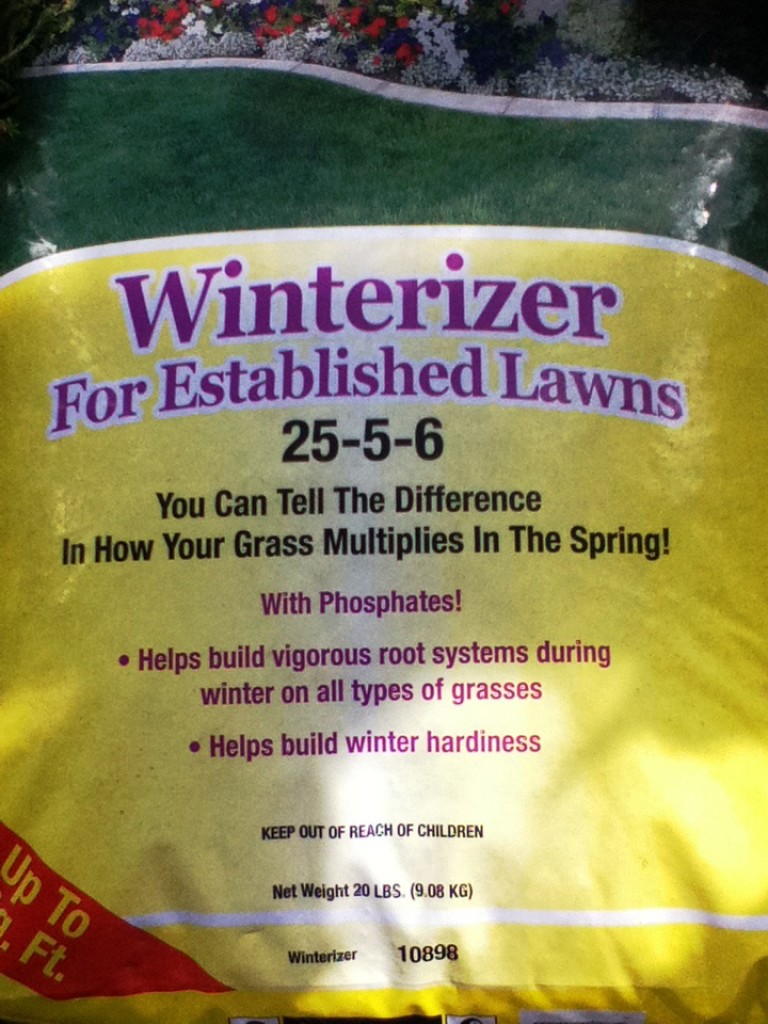 Winterizer
For Established Lawns
25-5-6
You Can Tell The Difference
In How Your Grass Multiplies In The Spring!
With Phosphates!
• Helps build vigorous root systems during
winter on all types of grasses
• Helps build winter hardiness
KEEP OUT OF REACH OF CHILDREN
Net Weight 20 LBS. (9.08 KG)
Up To
Ft.
Winterizer 10898